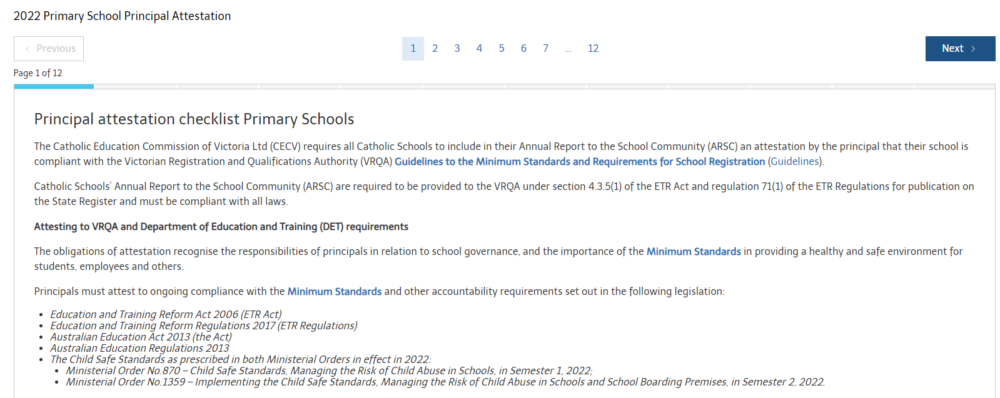 2022 Primary School Principal Attestation
Previous 1 2 3 4 5 6 7 ... 12 Next
Page 1 of 12
Principal attestation checklist Primary Schools
The Catholic Education Commission of Victoria Ltd (CECV) requires all Catholic Schools to include in their Annual Report to the School Community (ARSC) an attestation by the principal that their school is
compliant with the Victorian Registration and Qualifications Authority (VRQA) Guidelines to the Minimum Standards and Requirements for School Registration (Guidelines).
Catholic Schools' Annual Report to the School Community (ARSC) are required to be provided to the VRQA under section 4.3.5(1) of the ETR Act and regulation 71(1) of the ETR Regulations for publication on
the State Register and must be compliant with all laws.
Attesting to VRQA and Department of Education and Training (DET) requirements
The obligations of attestation recognise the responsibilities of principals in relation to school governance, and the importance of the Minimum Standards in providing a healthy and safe environment for
students, employees and others.
Principals must attest to ongoing compliance with the Minimum Standards and other accountability requirements set out in the following legislation:
• Education and Training Reform Act 2006 (ETR Act)
• Education and Training Reform Regulations 2017 (ETR Regulations)
• Australian Education Act 2013 (the Act)
• Australian Education Regulations 2013
• The Child Safe Standards as prescribed in both Ministerial Orders in effect in 2022:
• Ministerial Order No.870 – Child Safe Standards, Managing the Risk of Child Abuse in Schools, in Semester 1, 2022;
• Ministerial Order No.1359 – Implementing the Child Safe Standards, Managing the Risk of Child Abuse in Schools and School Boarding Premises, in Semester 2, 2022.